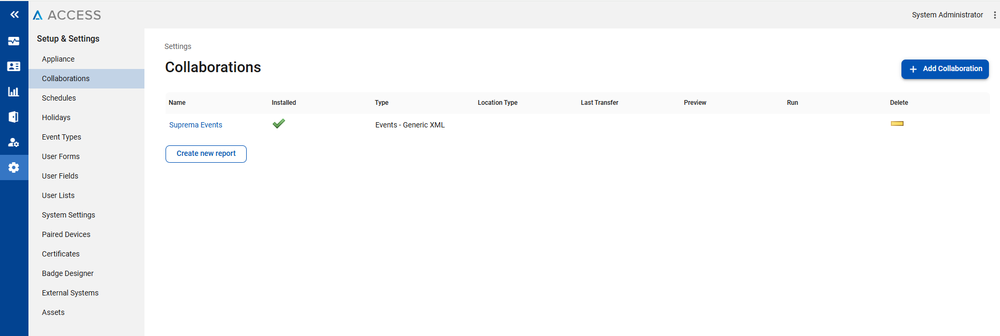 ACCESS
System Administrator
Setup & Settings
Appliance
Collaborations
Schedules
Holidays
Event Types
User Forms
User Fields
User Lists
System Settings
Paired Devices
Certificates
Badge Designer
External Systems
Assets
Settings
Collaborations
Add Collaboration
Name Installed Type Location Type Last Transfer Preview Run Delete
Suprema Events Events - Generic XML
Create new report